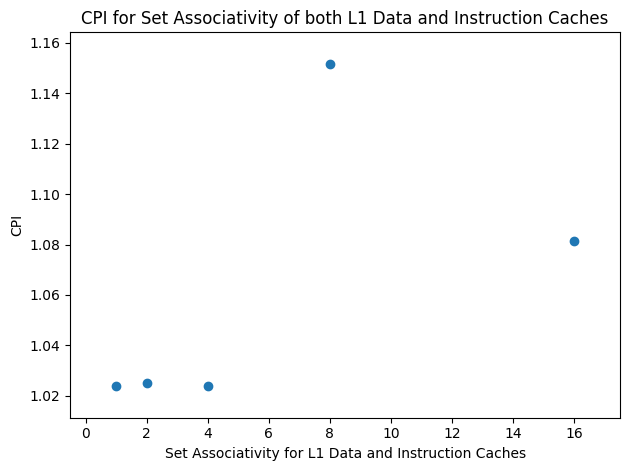 CPI for Set Associativity of both L1 Data and Instruction Caches
1.16
1.14
1.12
1.10
1.08
1.06
1.04
1.02
CPI
0 2 4 6 8 10 12 14 16
Set Associativity for L1 Data and Instruction Caches